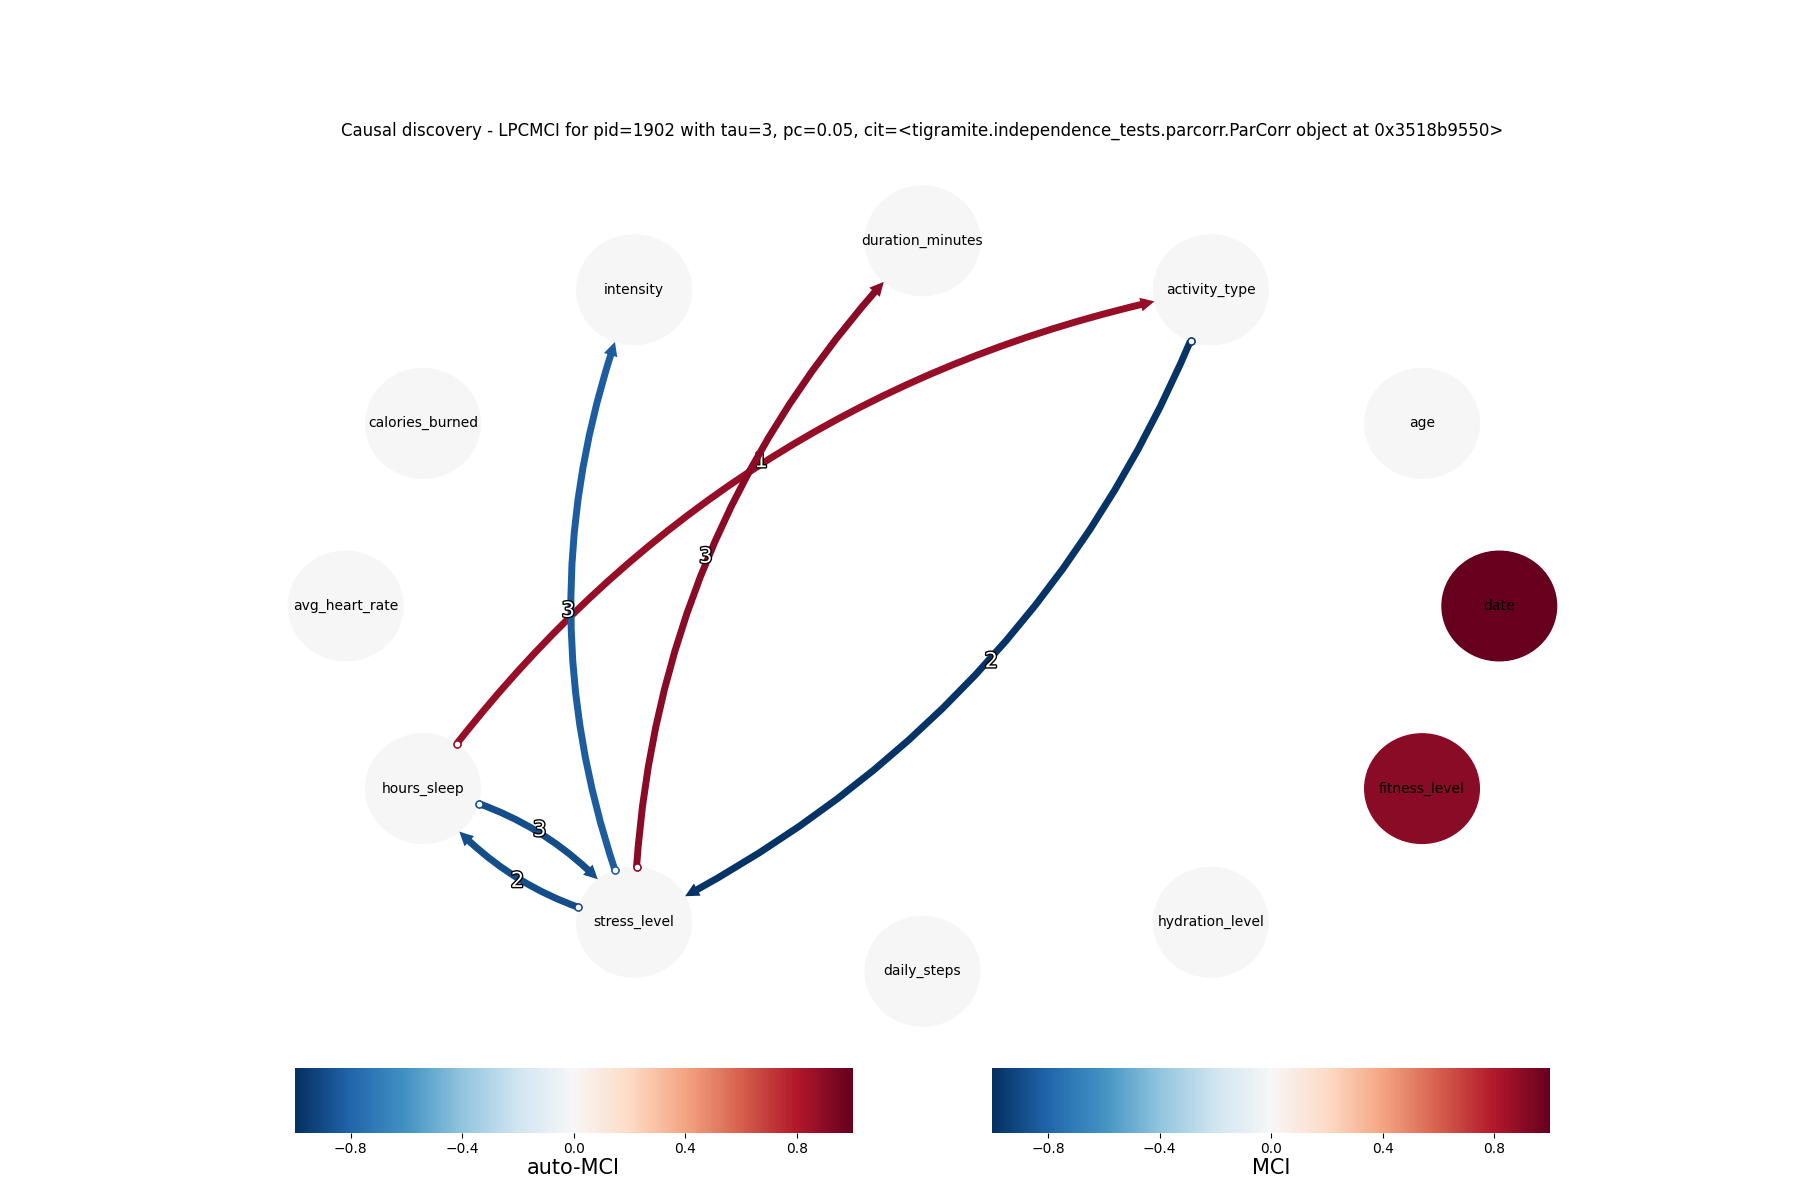 Causal discovery - LPCMCI for pid=1902 with tau=3, pc=0.05, cit=<tigramite.independence_tests.parcorr.ParCorr object at 0x3518b9550>
duration_minutes
intensity
activity_type
calories_burned
age
1
3
avg_heart_rate
3
date
2
hours_sleep
fitness_level
3
2
stress_level
hydration_level
daily_steps
−0.8
−0.4
0.0
0.4
0.8
auto-MCI
−0.8
−0.4
0.0
0.4
0.8
MCI